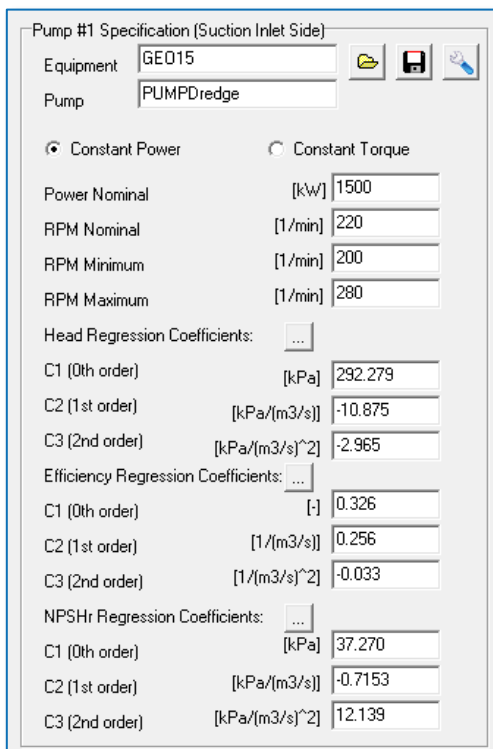 Pump #1 Specification (Suction Inlet Side)
Equipment GEO15
Pump PUMPDredge
Constant Power Constant Torque
Power Nominal [kW] 1500
RPM Nominal [1/min] 220
RPM Minimum [1/min] 200
RPM Maximum [1/min] 280
Head Regression Coefficients: ...
C1 (0th order) [kPa] 292.279
C2 (1st order) [kPa/(m3/s)] -10.875
C3 (2nd order) [kPa/(m3/s)^2] -2.965
Efficiency Regression Coefficients: ...
C1 (0th order) [-] 0.326
C2 (1st order) [1/(m3/s)] 0.256
C3 (2nd order) [1/(m3/s)^2] -0.033
NPSHr Regression Coefficients: ...
C1 (0th order) [kPa] 37.270
C2 (1st order) [kPa/(m3/s)] -0.7153
C3 (2nd order) [kPa/(m3/s)^2] 12.139